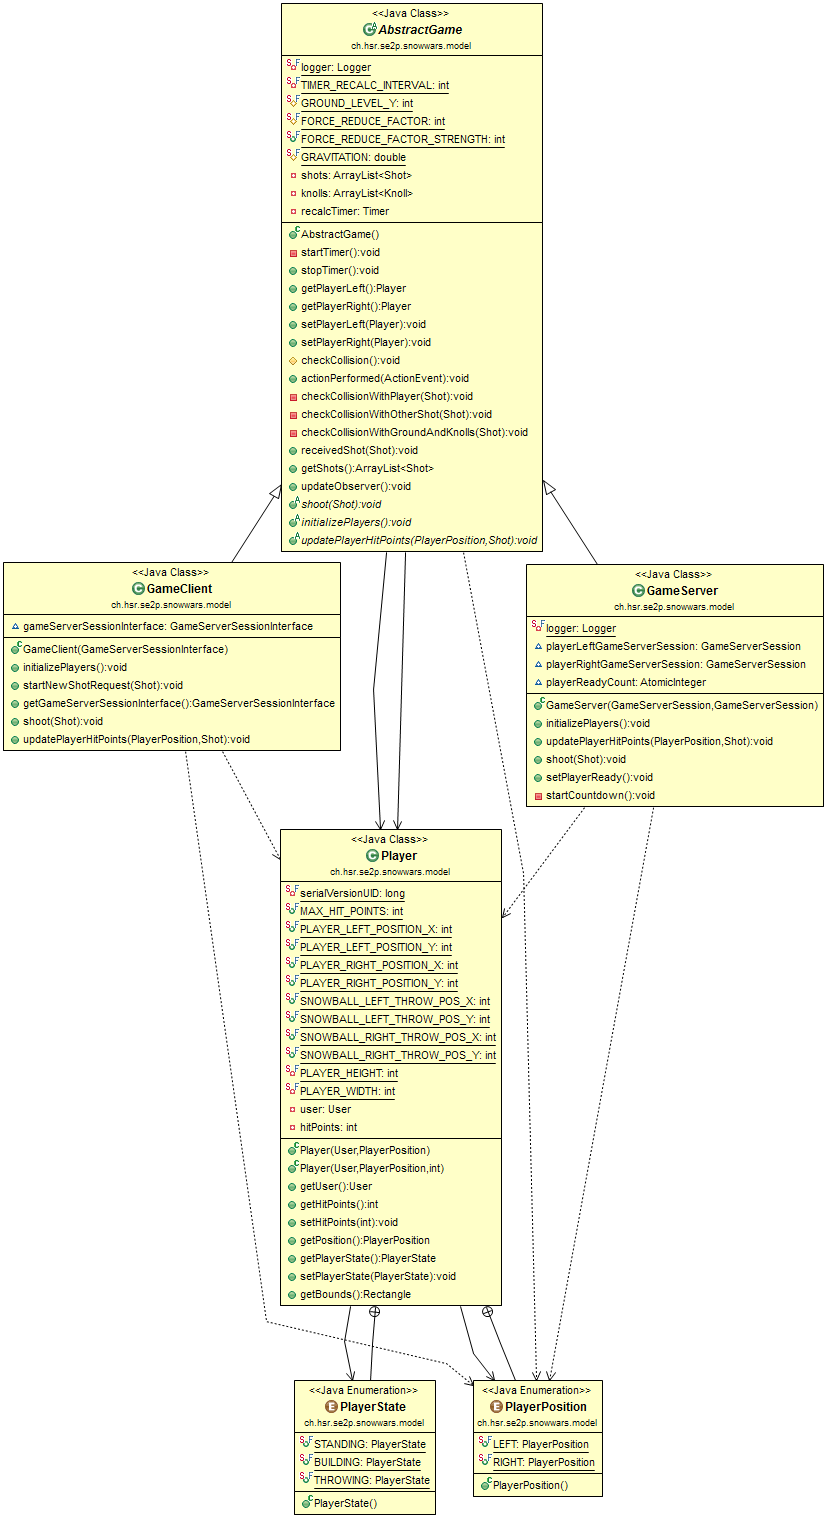 <<Java Class>>
AbstractGame
ch.hsr.se2p.snowwars.model
logger: Logger
TIMER_RECALC_INTERVAL: int
GROUND_LEVEL_Y: int
FORCE_REDUCE_FACTOR: int
FORCE_REDUCE_FACTOR_STRENGTH: int
GRAVITATION: double
shots: ArrayList<Shot>
knolls: ArrayList<Knoll>
recalcTimer: Timer
AbstractGame()
startTimer():void
stopTimer():void
getPlayerLeft():Player
getPlayerRight():Player
setPlayerLeft(Player):void
setPlayerRight(Player):void
checkCollision():void
actionPerformed(ActionEvent):void
checkCollisionWithPlayer(Shot):void
checkCollisionWithOtherShot(Shot):void
checkCollisionWithGroundAndKnolls(Shot):void
receivedShot(Shot):void
getShots():ArrayList<Shot>
updateObserver():void
shoot(Shot):void
initializePlayers():void
updatePlayerHitPoints(PlayerPosition,Shot):void
<<Java Class>>
GameClient
ch.hsr.se2p.snowwars.model
gameServerSessionInterface: GameServerSessionInterface
GameClient(GameServerSessionInterface)
initializePlayers():void
startNewShotRequest(Shot):void
getGameServerSessionInterface():GameServerSessionInterface
shoot(Shot):void
updatePlayerHitPoints(PlayerPosition,Shot):void
<<Java Class>>
GameServer
ch.hsr.se2p.snowwars.model
logger: Logger
playerLeftGameServerSession: GameServerSession
playerRightGameServerSession: GameServerSession
playerReadyCount: AtomicInteger
GameServer(GameServerSession,GameServerSession)
initializePlayers():void
updatePlayerHitPoints(PlayerPosition,Shot):void
shoot(Shot):void
setPlayerReady():void
startCountdown():void
<<Java Class>>
Player
ch.hsr.se2p.snowwars.model
serialVersionUID: long
MAX_HIT_POINTS: int
PLAYER_LEFT_POSITION_X: int
PLAYER_LEFT_POSITION_Y: int
PLAYER_RIGHT_POSITION_X: int
PLAYER_RIGHT_POSITION_Y: int
SNOWBALL_LEFT_THROW_POS_X: int
SNOWBALL_LEFT_THROW_POS_Y: int
SNOWBALL_RIGHT_THROW_POS_X: int
SNOWBALL_RIGHT_THROW_POS_Y: int
PLAYER_HEIGHT: int
PLAYER_WIDTH: int
user: User
hitPoints: int
Player(User,PlayerPosition)
Player(User,PlayerPosition,int)
getUser():User
getHitPoints():int
setHitPoints(int):void
getPosition():PlayerPosition
getPlayerState():PlayerState
setPlayerState(PlayerState):void
getBounds():Rectangle
<<Java Enumeration>>
PlayerState
ch.hsr.se2p.snowwars.model
STANDING: PlayerState
BUILDING: PlayerState
THROWING: PlayerState
PlayerState()
<<Java Enumeration>>
PlayerPosition
ch.hsr.se2p.snowwars.model
LEFT: PlayerPosition
RIGHT: PlayerPosition
PlayerPosition()